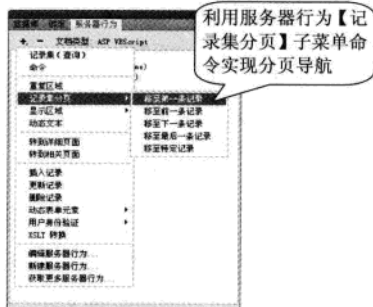 服务器行为
文档类型: ASP VBScript
利用服务器行为【记
录集分页】子菜单命
令实现分页导航
记录集(查询)
命令
重复区域
记录集分页
显示区域
动态文本
移至第一条记录
移至前一条记录
移至下一条记录
移至最后一条记录
移至特定记录
转到详细页面
转到相关页面
插入记录
更新记录
删除记录
动态表单元素
用户身份验证
XSLT 转换
编辑服务器行为...
新建服务器行为...
获取更多服务器行为...